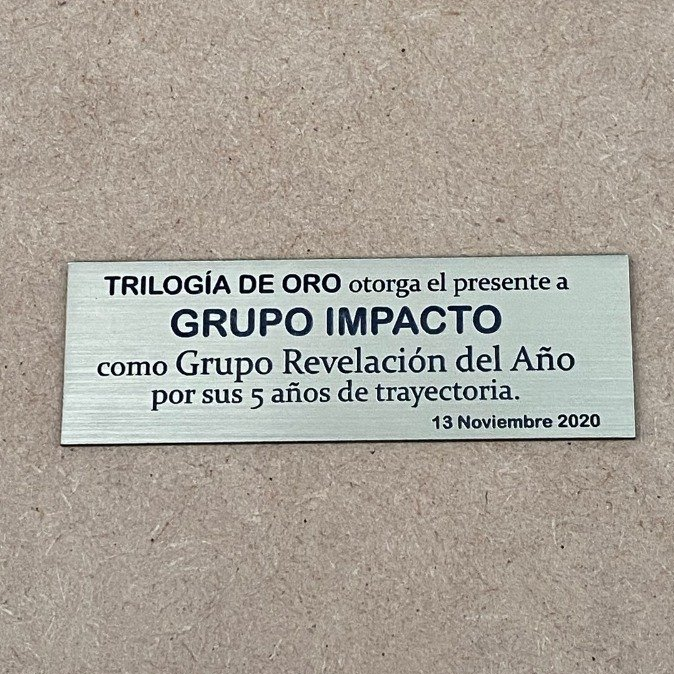 TRILOGÍA DE ORO otorga el presente a
GRUPO IMPACTO
como Grupo Revelación del Año
por sus 5 años de trayectoria.
13 Noviembre 2020